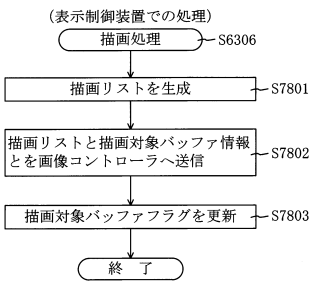 (表示制御装置での処理)
描画処理
S6306
描画リストを生成
S7801
描画リストと描画対象バッファ情報
とを画像コントローラへ送信
S7802
描画対象バッファフラグを更新
S7803
終 了